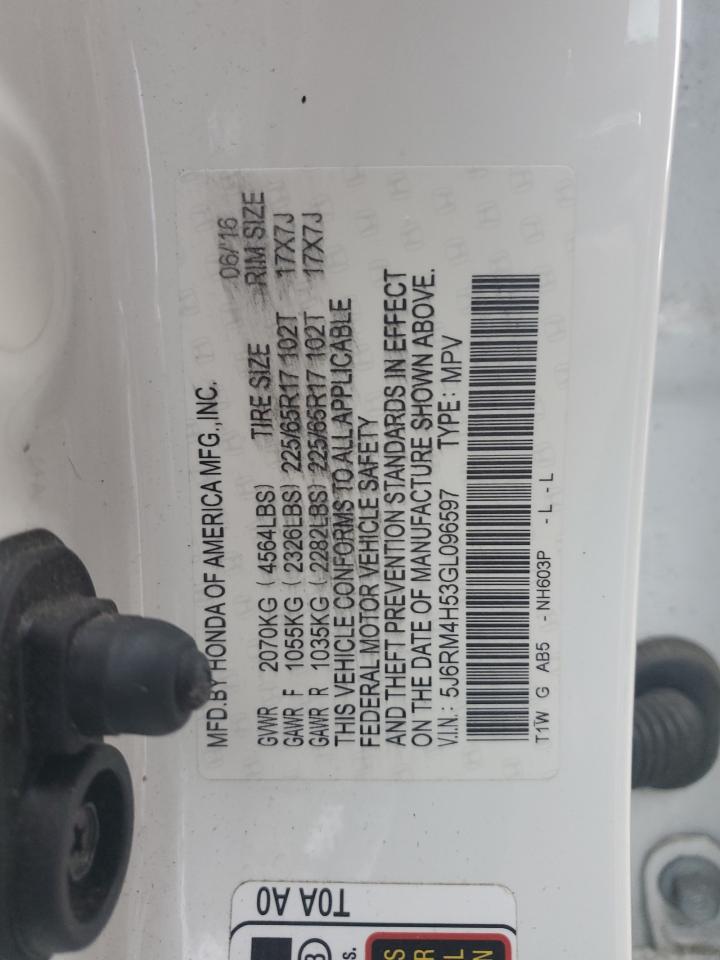 MFD. BY HONDA OF AMERICA MFG., INC. 06/16
GVWR 2070KG ( 4564LBS) TIRE SIZE RIM SIZE
GAWR F 1055KG ( 2326LBS) 225/65R17 102T 17X7J
GAWR R 1035KG ( 2282LBS) 225/65R17 102T 17X7J
THIS VEHICLE CONFORMS TO ALL APPLICABLE
FEDERAL MOTOR VEHICLE SAFETY
AND THEFT PREVENTION STANDARDS IN EFFECT
ON THE DATE OF MANUFACTURE SHOWN ABOVE.
V.I.N.: 5J6RM4H53GL096597 TYPE: MPV
T1W G AB5 - NH603P - L - L
T0A A0